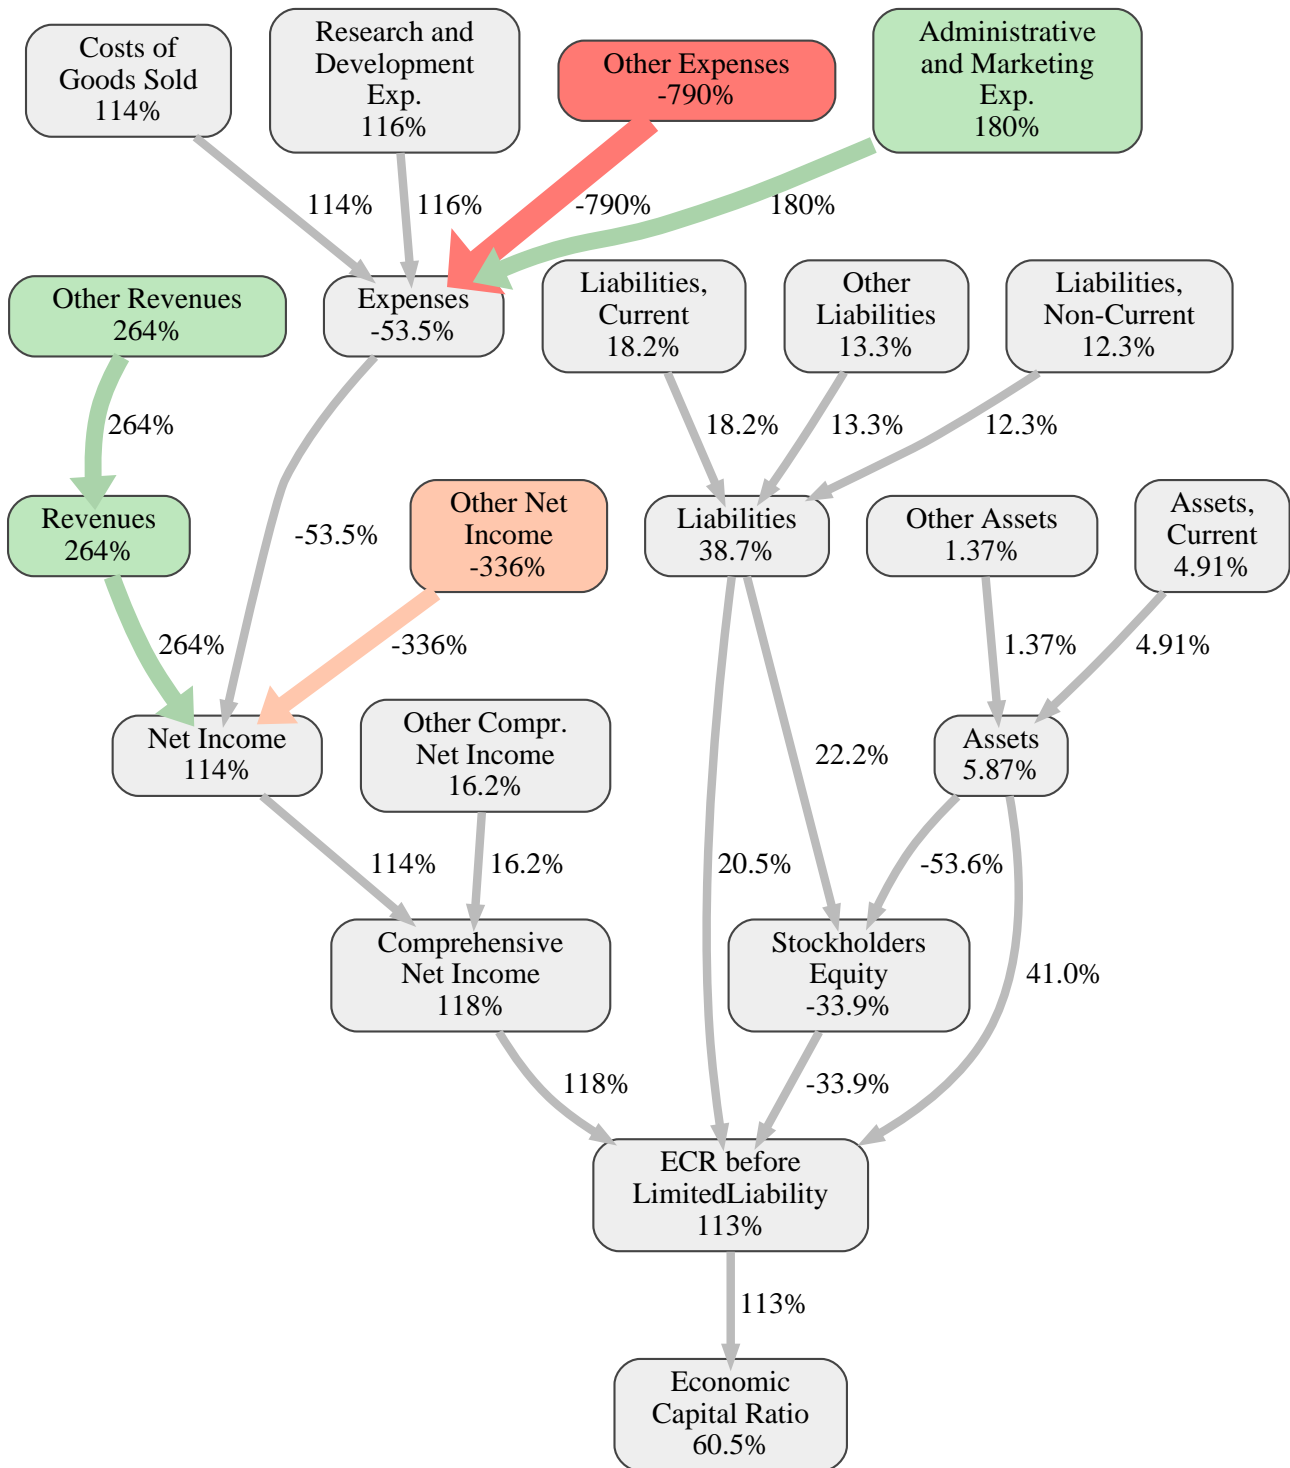 Costs of
Goods Sold
114%
Research and
Development
Exp.
116%
Other Expenses
-790%
Administrative
and Marketing
Exp.
180%
114%
116%
-790%
180%
Other Revenues
264%
Expenses
-53.5%
Liabilities,
Current
18.2%
Other
Liabilities
13.3%
Liabilities,
Non-Current
12.3%
264%
18.2%
13.3%
12.3%
Revenues
264%
-53.5%
Other Net
Income
-336%
Liabilities
38.7%
Other Assets
1.37%
Assets,
Current
4.91%
264%
-336%
1.37%
4.91%
Net Income
114%
Other Compr.
Net Income
16.2%
22.2%
Assets
5.87%
114%
16.2%
20.5%
-53.6%
Comprehensive
Net Income
118%
Stockholders
Equity
-33.9%
41.0%
118%
-33.9%
ECR before
LimitedLiability
113%
113%
Economic
Capital Ratio
60.5%